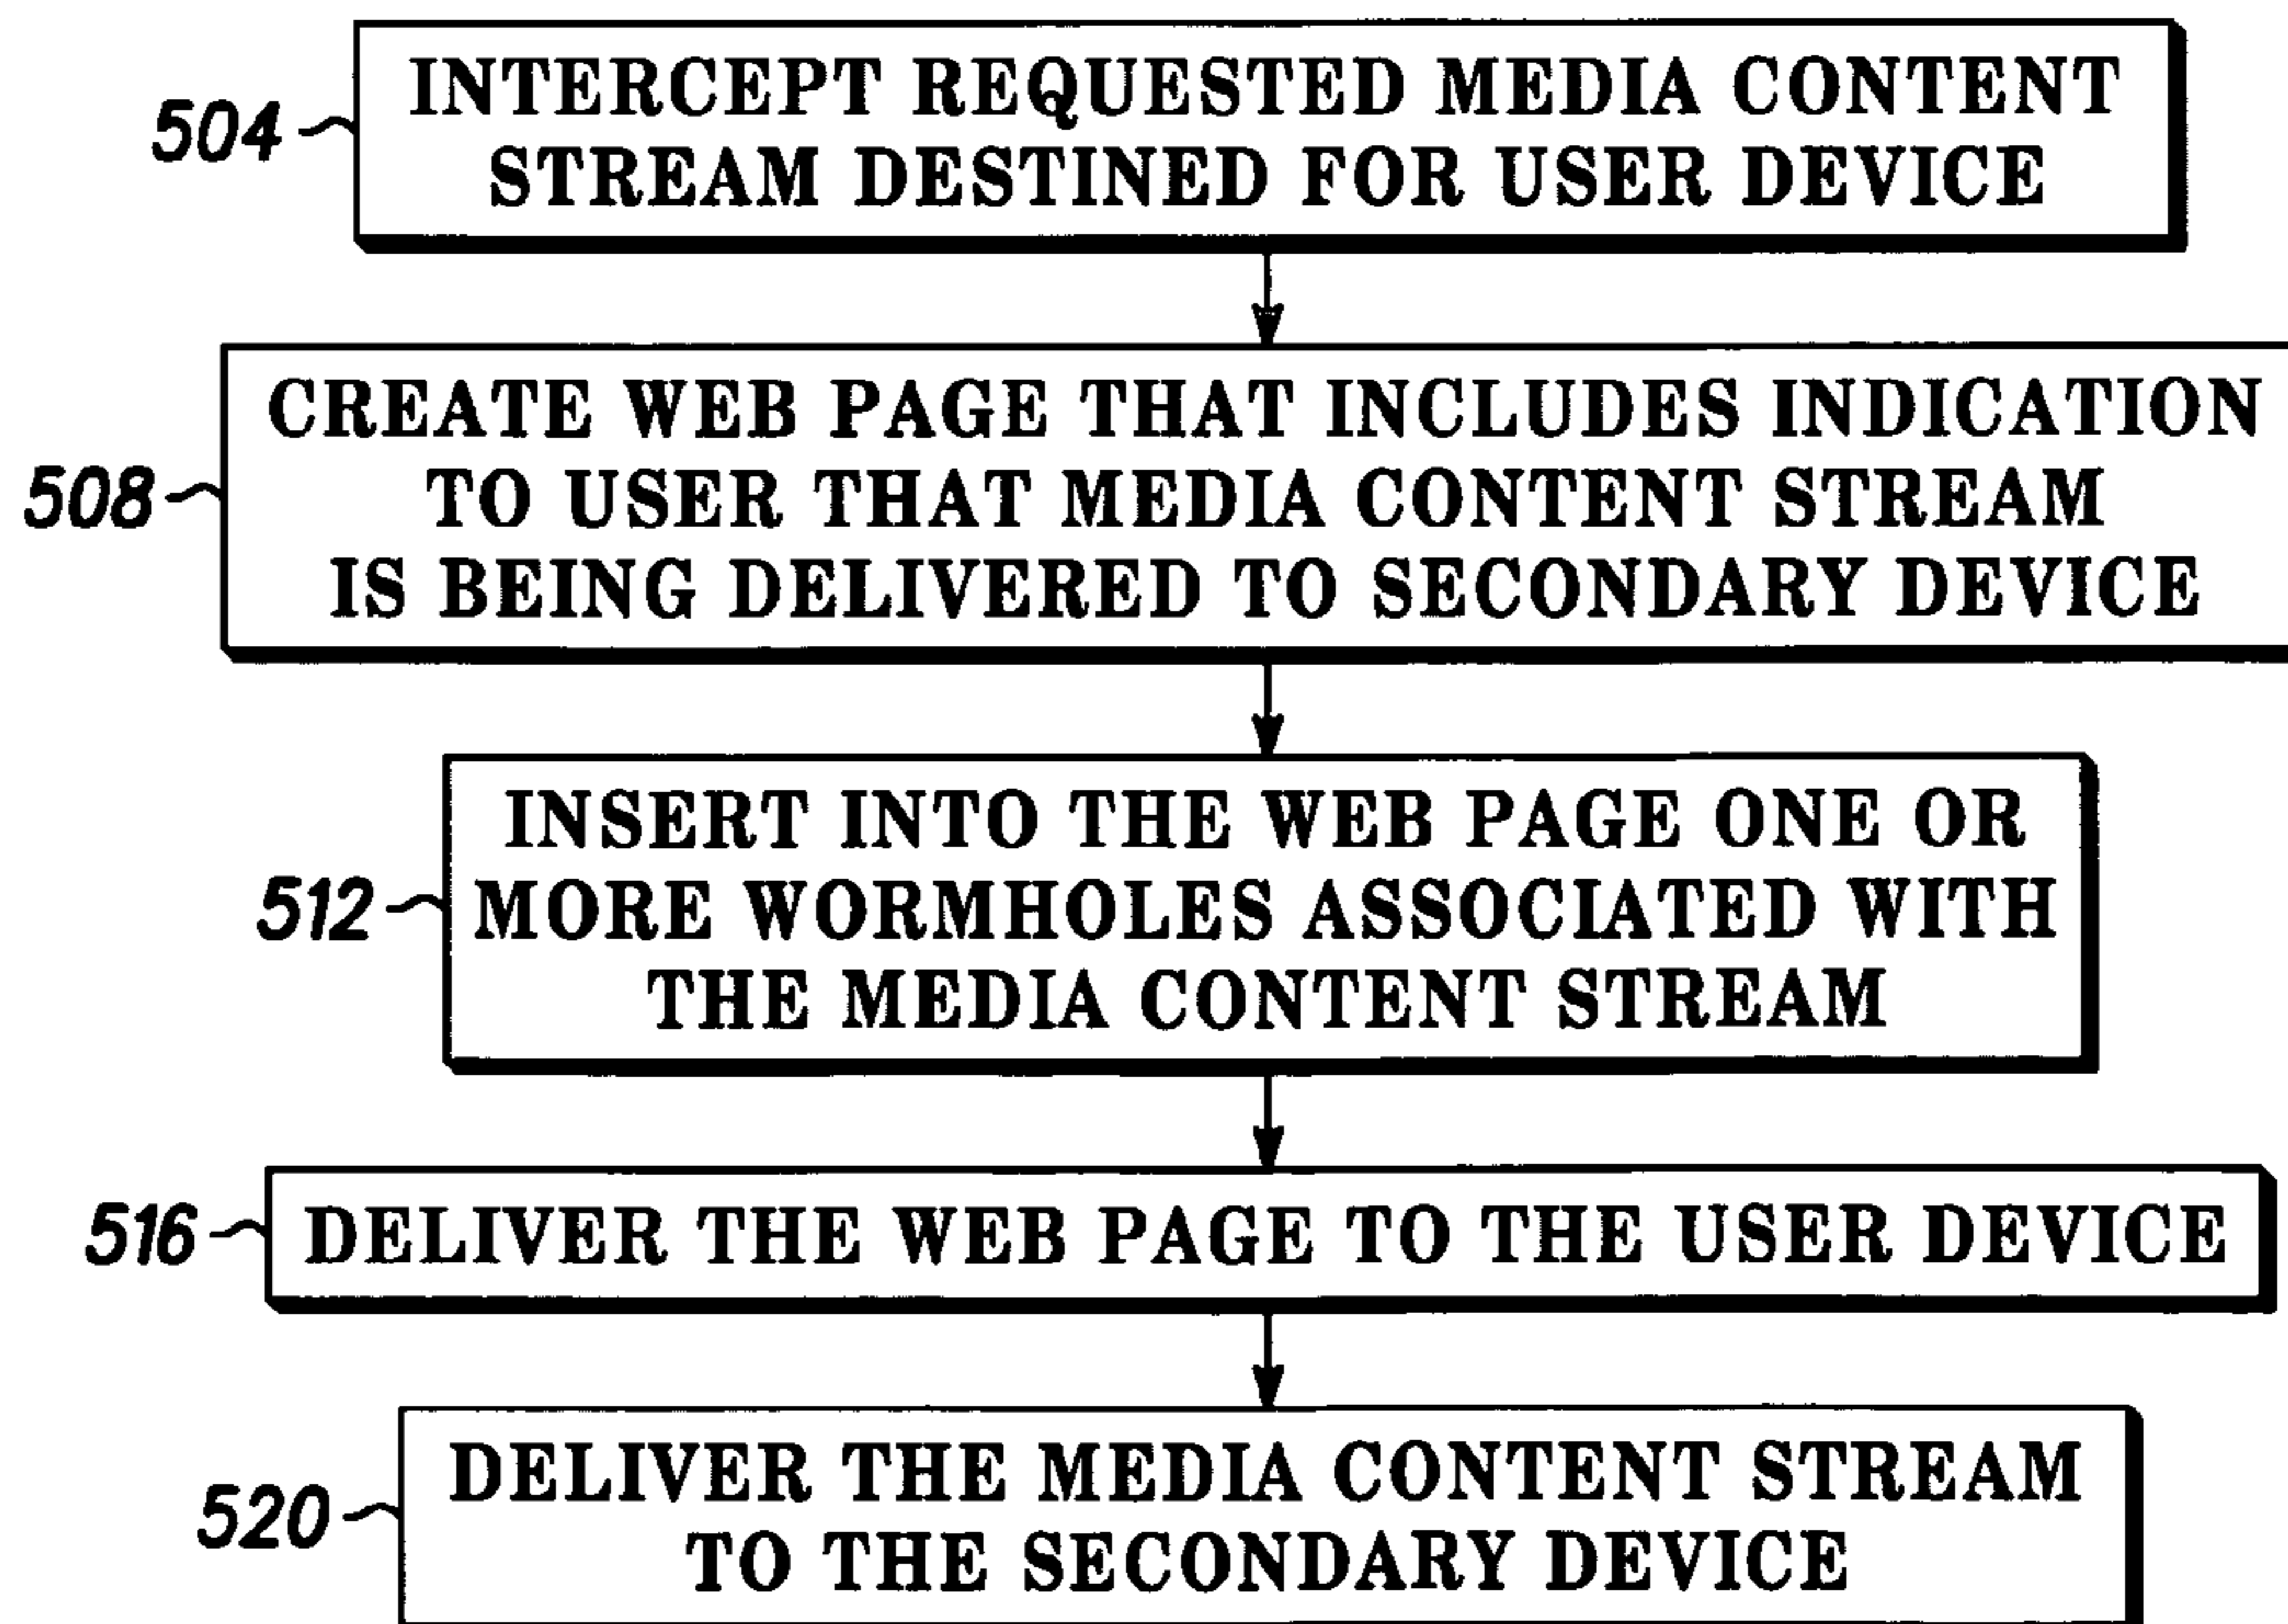 504
INTERCEPT REQUESTED MEDIA CONTENT
STREAM DESTINED FOR USER DEVICE
508
CREATE WEB PAGE THAT INCLUDES INDICATION
TO USER THAT MEDIA CONTENT STREAM
IS BEING DELIVERED TO SECONDARY DEVICE
512
INSERT INTO THE WEB PAGE ONE OR
MORE WORMHOLES ASSOCIATED WITH
THE MEDIA CONTENT STREAM
516
DELIVER THE WEB PAGE TO THE USER DEVICE
520
DELIVER THE MEDIA CONTENT STREAM
TO THE SECONDARY DEVICE